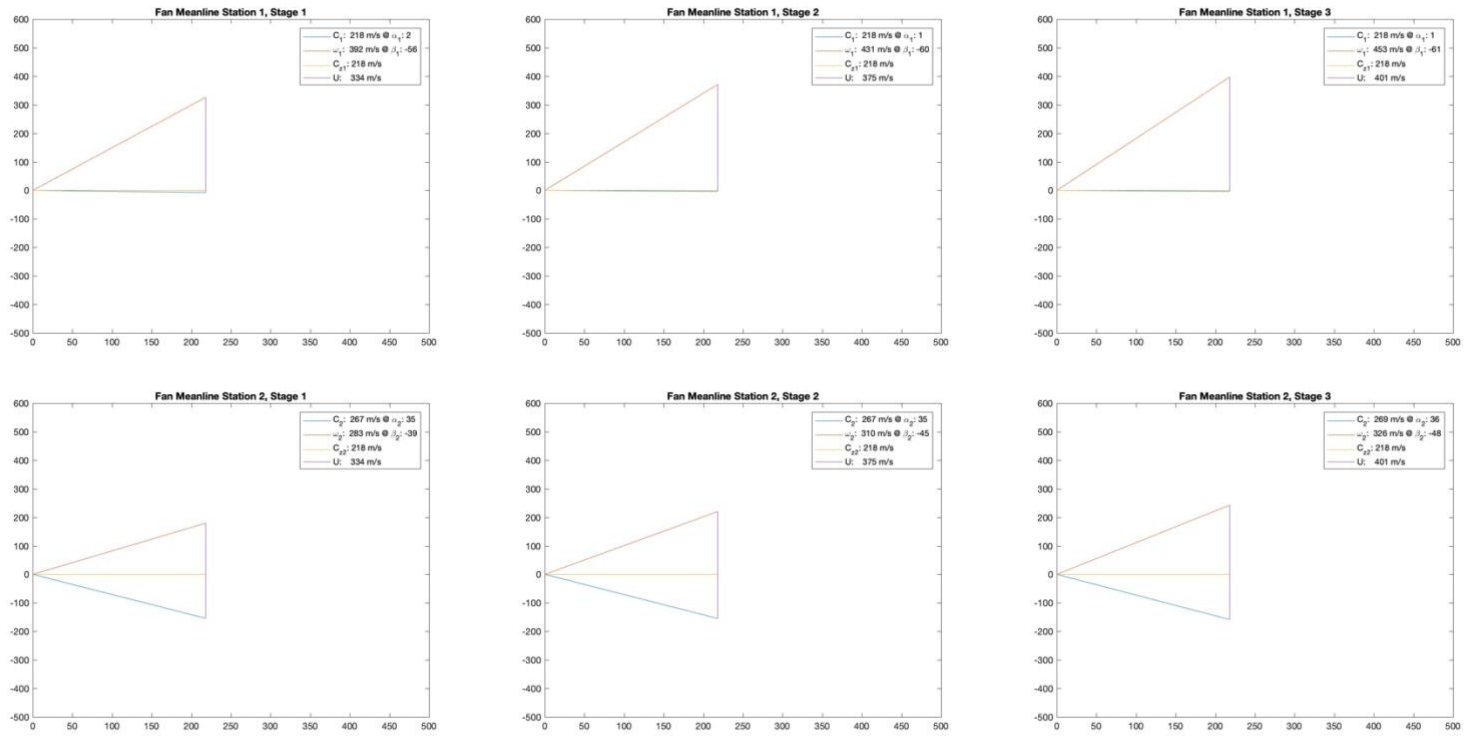 Fan Meanline Station 1, Stage 1
C1: 218 m/s @ α1: 2
ω1: 392 m/s @ β1: -56
Cz1: 218 m/s
U: 334 m/s
600
500
400
300
200
100
0
-100
-200
-300
-400
-500
0 50 100 150 200 250 300 350 400 450 500
Fan Meanline Station 1, Stage 2
C1: 218 m/s @ α1: 1
ω1: 431 m/s @ β1: -60
Cz1: 218 m/s
U: 375 m/s
600
500
400
300
200
100
0
-100
-200
-300
-400
-500
0 50 100 150 200 250 300 350 400 450 500
Fan Meanline Station 1, Stage 3
C1: 218 m/s @ α1: 1
ω1: 453 m/s @ β1: -61
Cz1: 218 m/s
U: 401 m/s
600
500
400
300
200
100
0
-100
-200
-300
-400
-500
0 50 100 150 200 250 300 350 400 450 500
Fan Meanline Station 2, Stage 1
C2: 267 m/s @ α2: 35
ω2: 283 m/s @ β2: -39
Cz2: 218 m/s
U: 334 m/s
600
500
400
300
200
100
0
-100
-200
-300
-400
-500
0 50 100 150 200 250 300 350 400 450 500
Fan Meanline Station 2, Stage 2
C2: 267 m/s @ α2: 35
ω2: 310 m/s @ β2: -45
Cz2: 218 m/s
U: 375 m/s
600
500
400
300
200
100
0
-100
-200
-300
-400
-500
0 50 100 150 200 250 300 350 400 450 500
Fan Meanline Station 2, Stage 3
C2: 269 m/s @ α2: 36
ω2: 326 m/s @ β2: -48
Cz2: 218 m/s
U: 401 m/s
600
500
400
300
200
100
0
-100
-200
-300
-400
-500
0 50 100 150 200 250 300 350 400 450 500